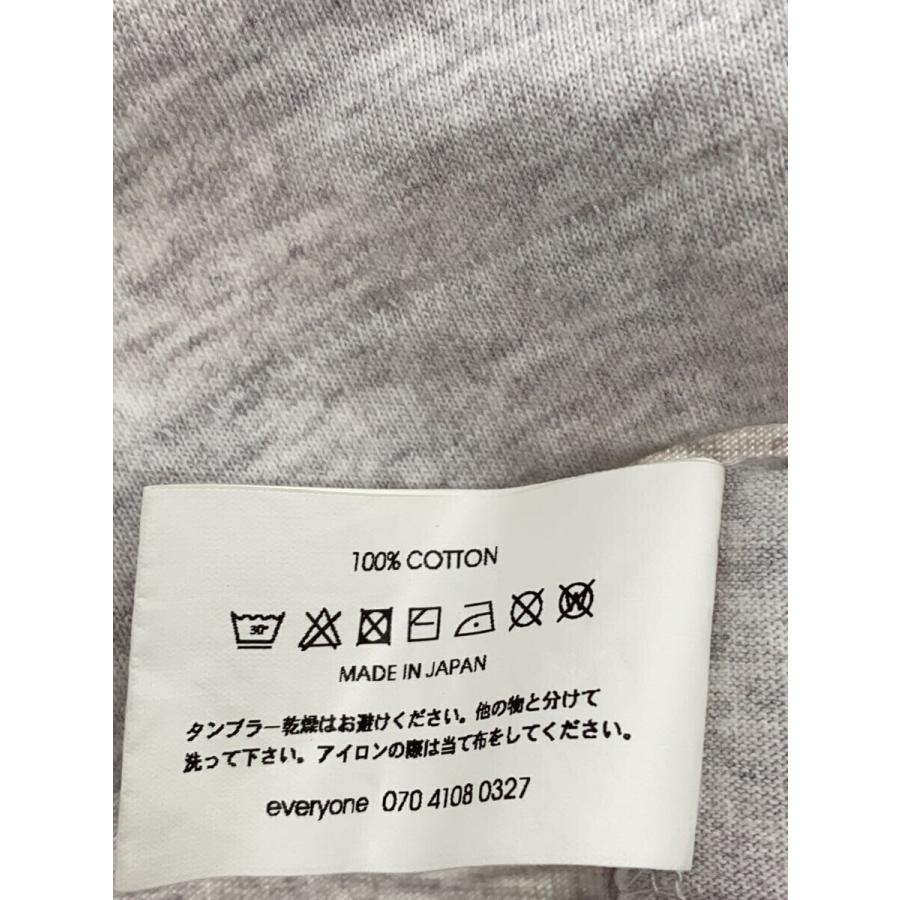 100% COTTON
30°
W
MADE IN JAPAN
タンブラー乾燥はお避けください。他の物と分けて
洗って下さい。アイロンの際は当て布をしてください。
everyone 070 4108 0327